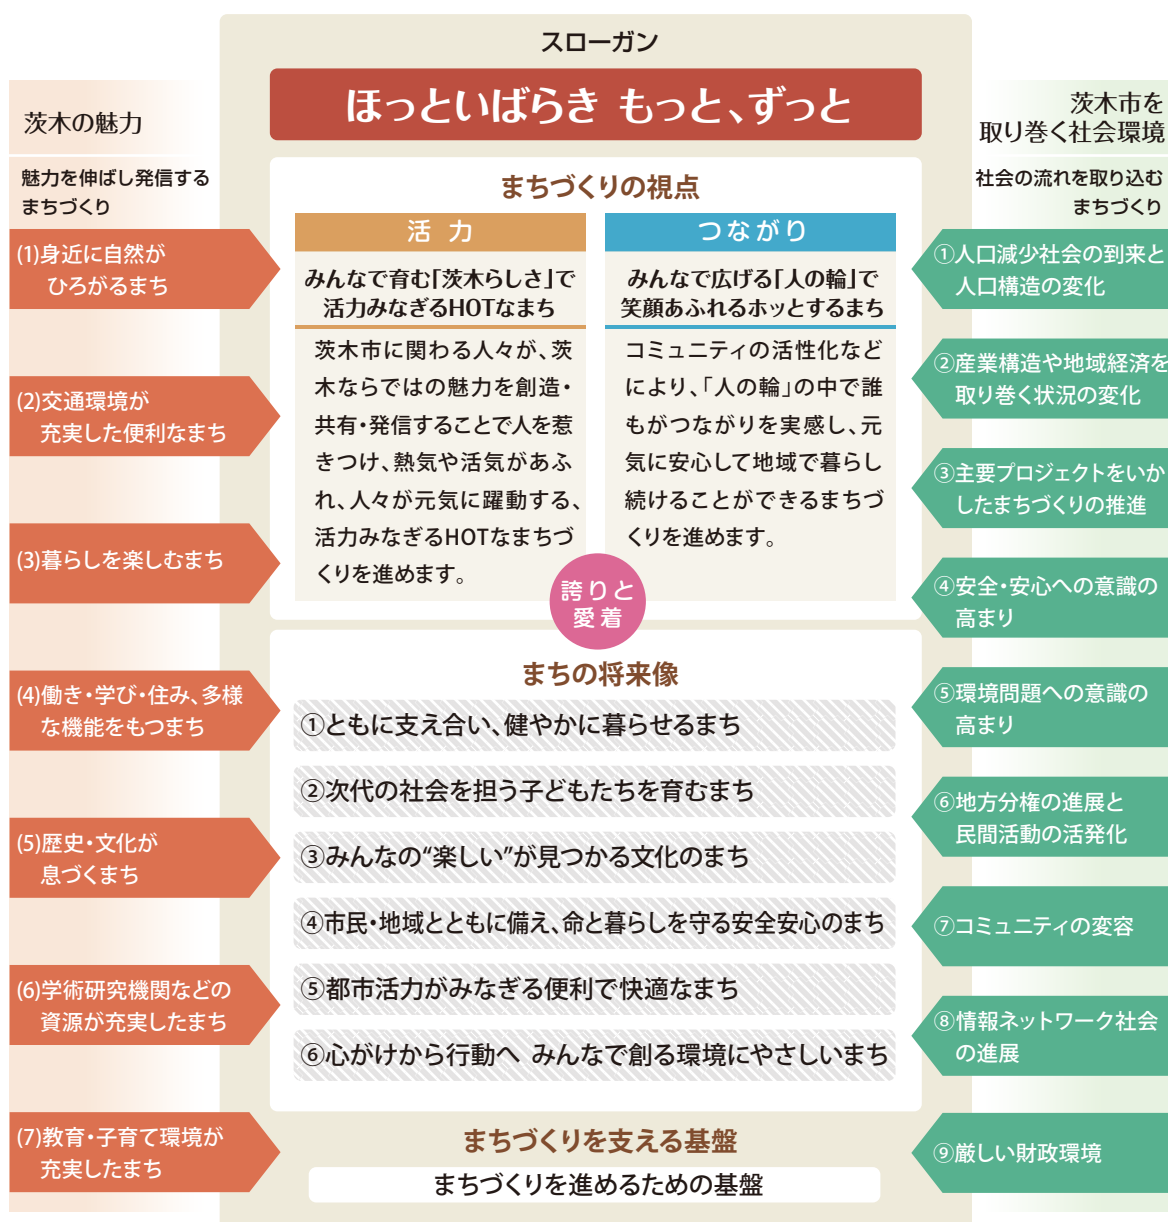 スローガン
ほっといばらき もっと、ずっと
茨木の魅力
魅力を伸ばし発信する
まちづくり
(1)身近に自然が
ひろがるまち
(2)交通環境が
充実した便利なまち
(3)暮らしを楽しむまち
(4)働き・学び・住み、多様
な機能をもつまち
(5)歴史・文化が
息づくまち
(6)学術研究機関などの
資源が充実したまち
(7)教育・子育て環境が
充実したまち
まちづくりの視点
活 力
みんなで育む「茨木らしさ」で
活力みなぎるHOTなまち
茨木市に関わる人々が、茨
木ならではの魅力を創造・
共有・発信することで人を惹
きつけ、熱気や活気があふ
れ、人々が元気に躍動する、
活力みなぎるHOTなまちづ
くりを進めます。
つながり
みんなで広げる「人の輪」で
笑顔あふれるホッとするまち
コミュニティの活性化など
により、「人の輪」の中で誰
もがつながりを実感し、元
気に安心して地域で暮らし
続けることができるまちづ
くりを進めます。
誇りと
愛着
まちの将来像
①ともに支え合い、健やかに暮らせるまち
②次代の社会を担う子どもたちを育むまち
③みんなの“楽しい”が見つかる文化のまち
④市民・地域とともに備え、命と暮らしを守る安全安心のまち
⑤都市活力がみなぎる便利で快適なまち
⑥心がけから行動へ みんなで創る環境にやさしいまち
まちづくりを支える基盤
まちづくりを進めるための基盤
茨木市を
取り巻く社会環境
社会の流れを取り込む
まちづくり
①人口減少社会の到来と
人口構造の変化
②産業構造や地域経済を
取り巻く状況の変化
③主要プロジェクトをいか
したまちづくりの推進
④安全・安心への意識の
高まり
⑤環境問題への意識の
高まり
⑥地方分権の進展と
民間活動の活発化
⑦コミュニティの変容
⑧情報ネットワーク社会
の進展
⑨厳しい財政環境